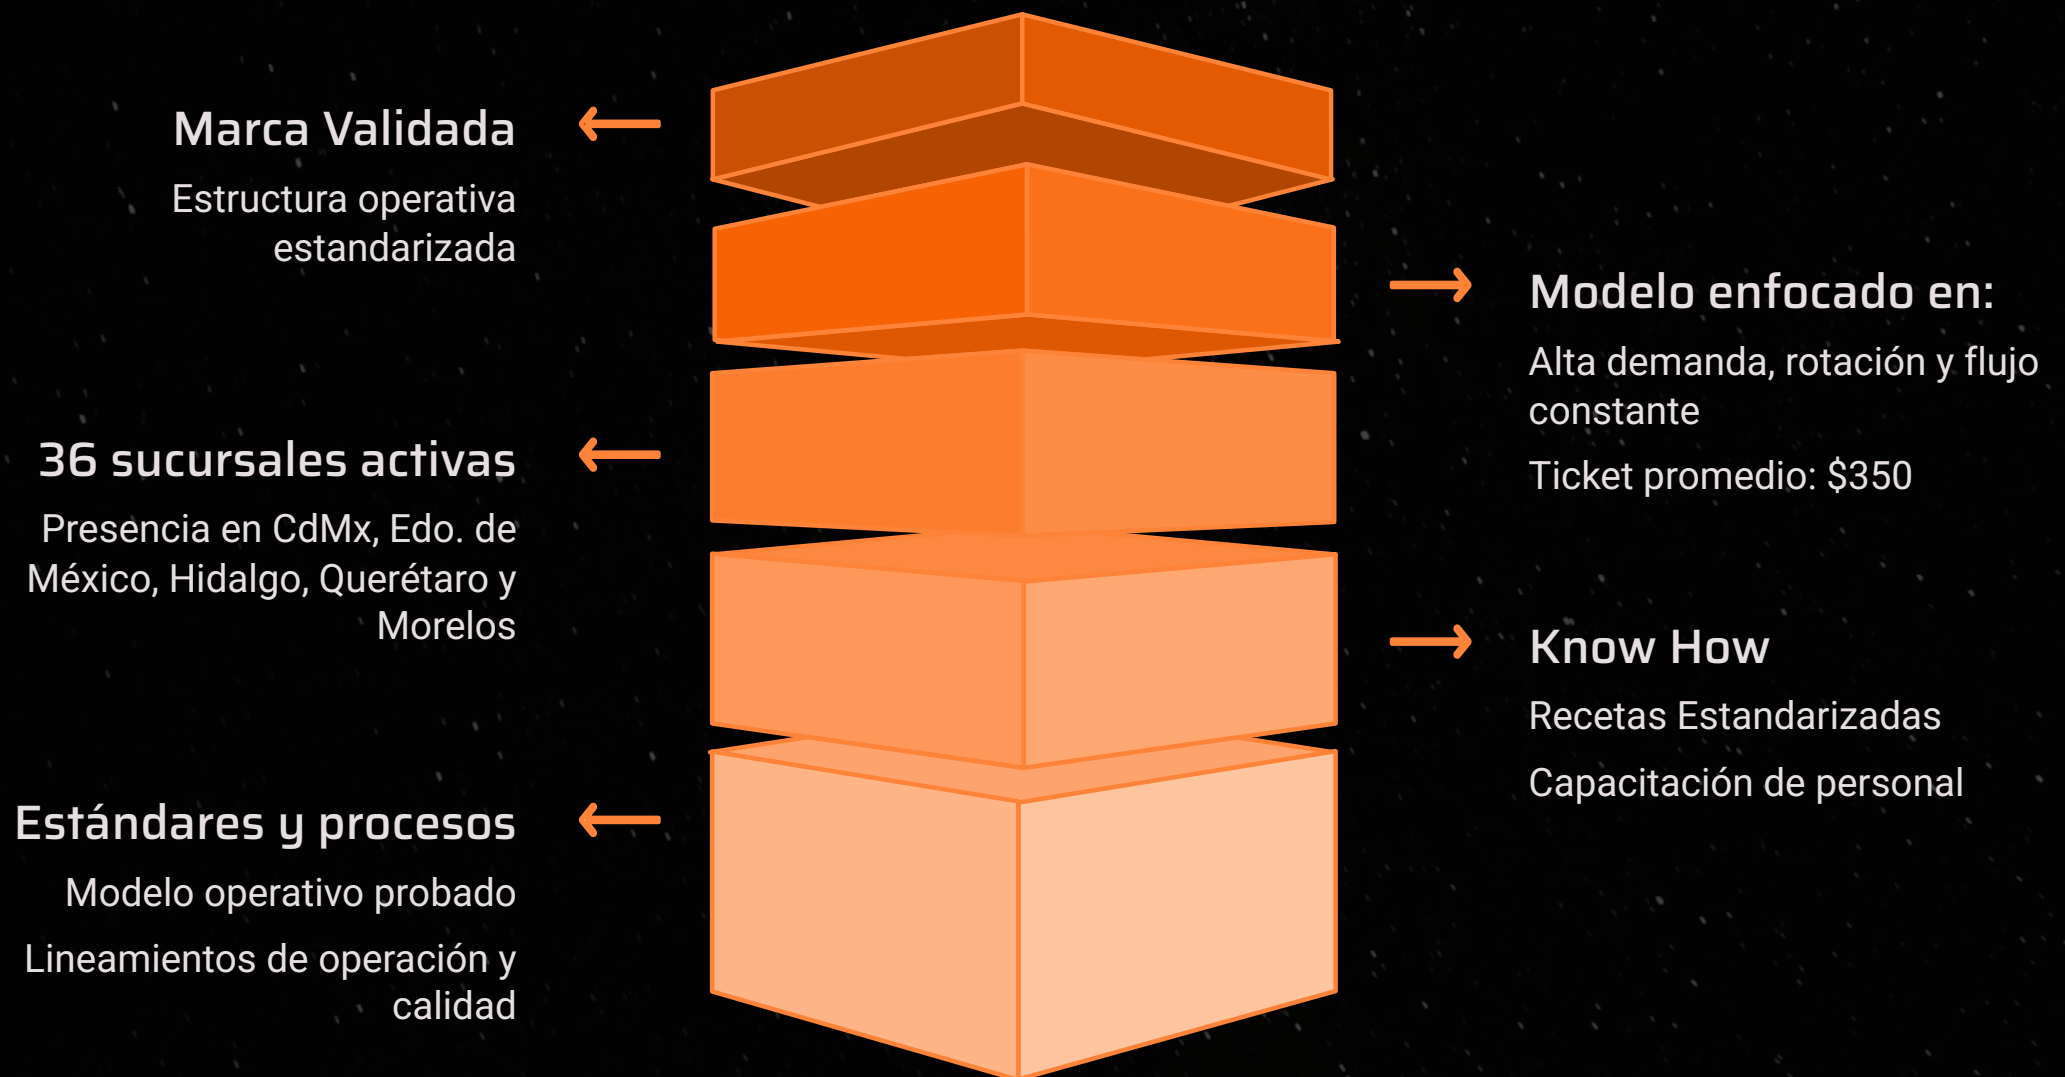 Marca Validada
Estructura operativa
estandarizada
Modelo enfocado en:
Alta demanda, rotación y flujo
constante
Ticket promedio: $350
36 sucursales activas
Presencia en CdMx, Edo. de
México, Hidalgo, Querétaro y
Morelos
Know How
Recetas Estandarizadas
Capacitación de personal
Estándares y procesos
Modelo operativo probado
Lineamientos de operación y
calidad